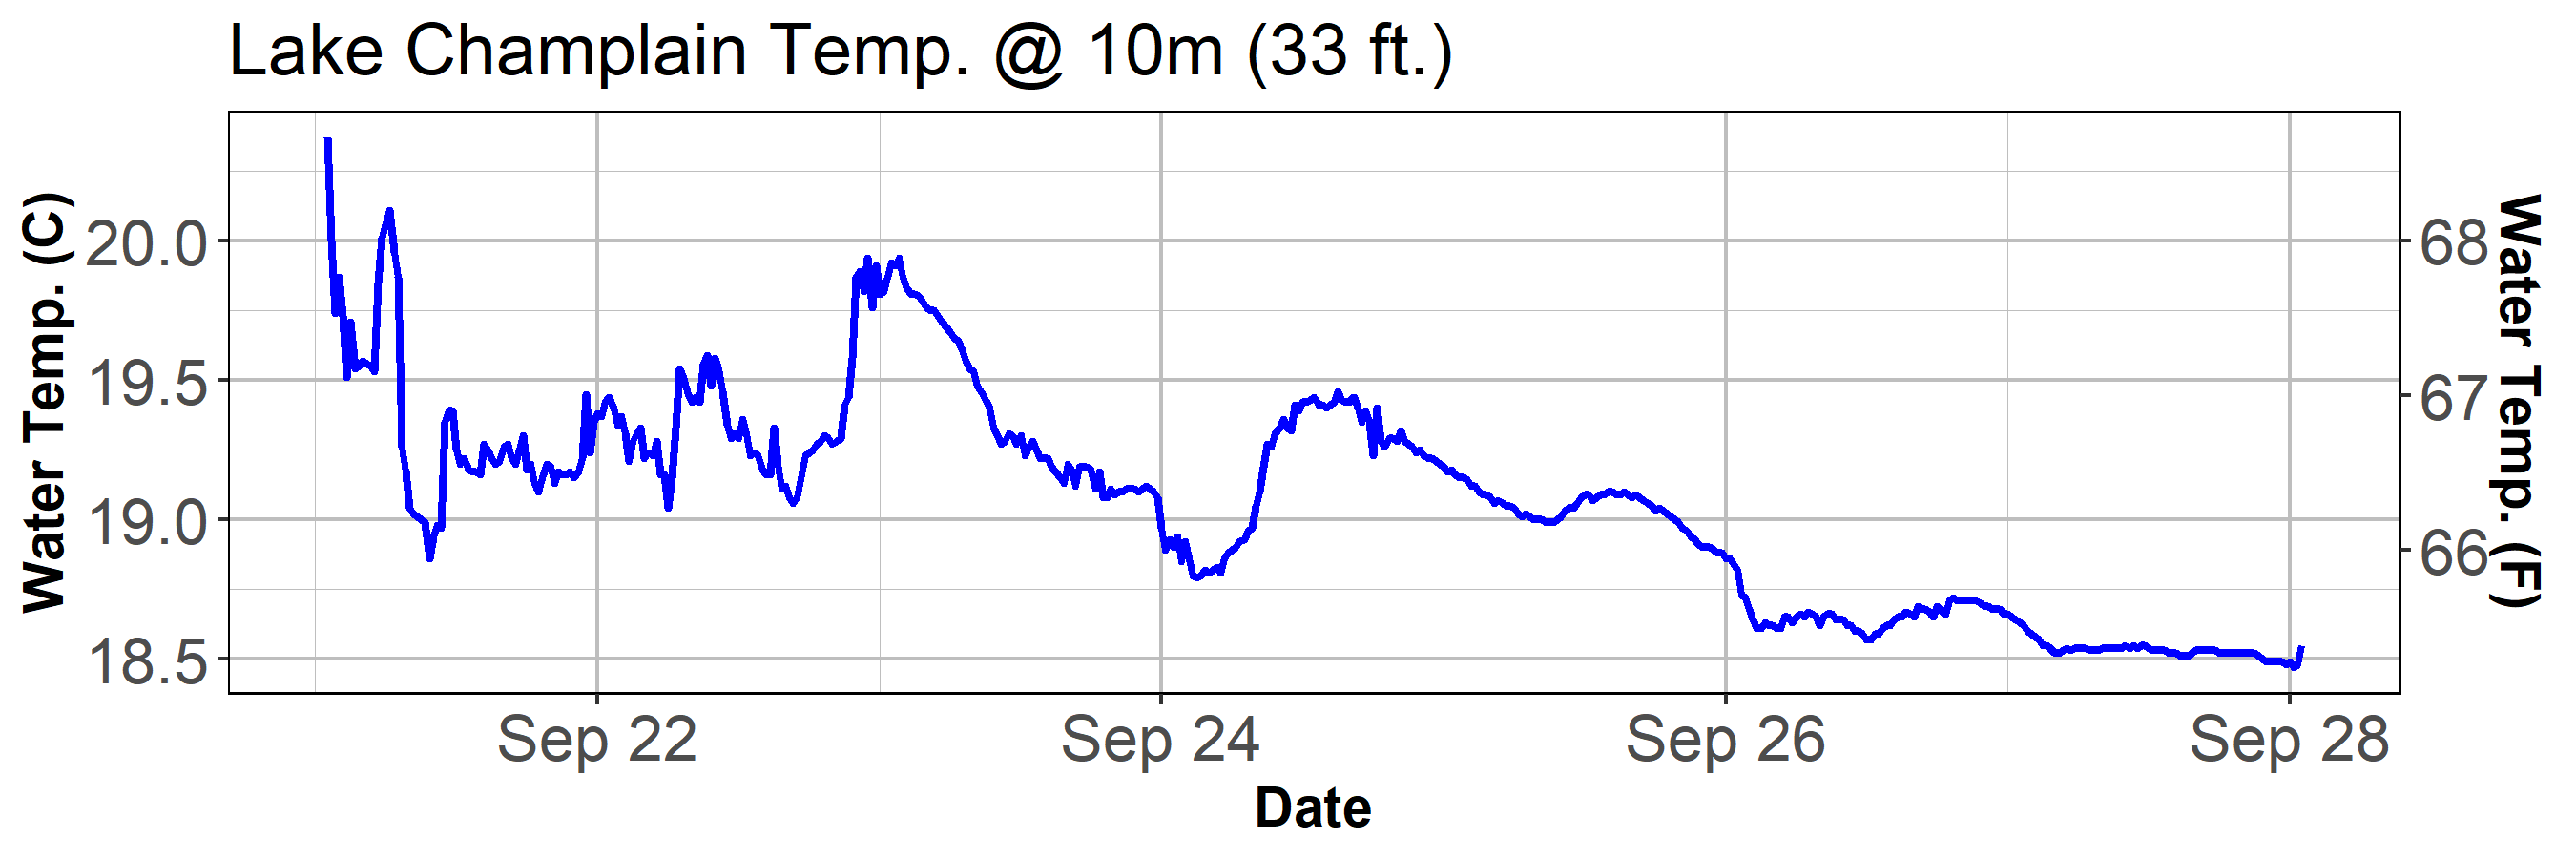 Lake Champlain Temp. @ 10m (33 ft.)
Water Temp. (C)
20.0
19.5
19.0
18.5
68
67
66
Water Temp. (F)
Sep 22
Sep 24
Sep 26
Sep 28
Date